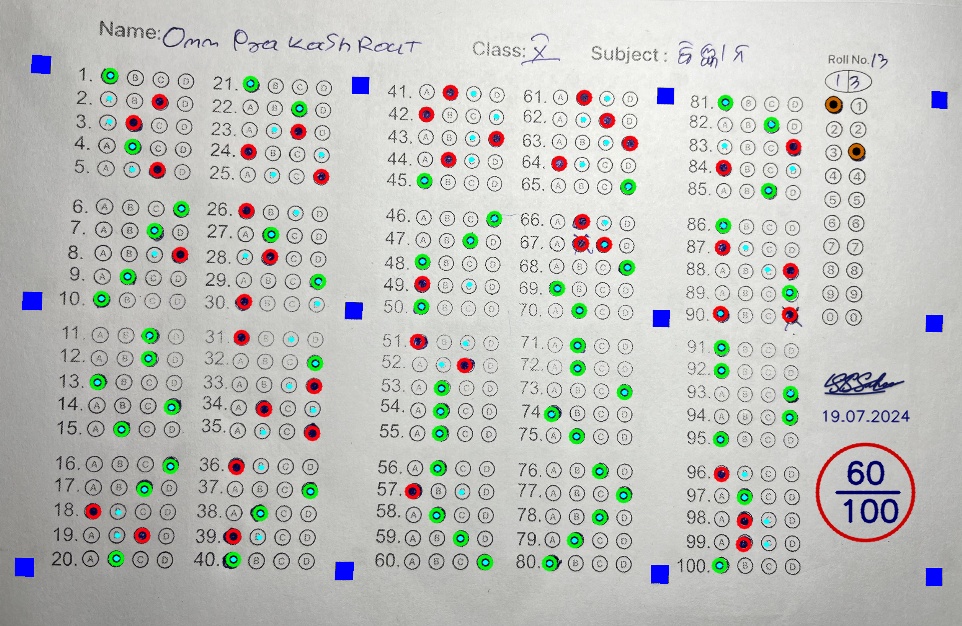 Name: Omm Prakash Rout Class: X Subject :
Roll No. 13
1 3
1. A B C D 21. A B C D 41. A B C D 61. A B C D 81. A B C D
2. A B C D 22. A B C D 42. A B C D 62. A B C D 82. A B C D
3. A B C D 23. A B C D 43. A B C D 63. A B C D 83. A B C D
4. A B C D 24. A B C D 44. A B C D 64. A B C D 84. A B C D
5. A B C D 25. A B C D 45. A B C D 65. A B C D 85. A B C D
6. A B C D 26. A B C D 46. A B C D 66. A B C D 86. A B C D
7. A B C D 27. A B C D 47. A B C D 67. A B C D 87. A B C D
8. A B C D 28. A B C D 48. A B C D 68. A B C D 88. A B C D
9. A B C D 29. A B C D 49. A B C D 69. A B C D 89. A B C D
10. A B C D 30. A B C D 50. A B C D 70. A B C D 90. A B C D
11. A B C D 31. A B C D 51. A B C D 71. A B C D 91. A B C D
12. A B C D 32. A B C D 52. A B C D 72. A B C D 92. A B C D
13. A B C D 33. A B C D 53. A B C D 73. A B C D 93. A B C D
14. A B C D 34. A B C D 54. A B C D 74. A B C D 94. A B C D
15. A B C D 35. A B C D 55. A B C D 75. A B C D 95. A B C D
16. A B C D 36. A B C D 56. A B C D 76. A B C D 96. A B C D
17. A B C D 37. A B C D 57. A B C D 77. A B C D 97. A B C D
18. A B C D 38. A B C D 58. A B C D 78. A B C D 98. A B C D
19. A B C D 39. A B C D 59. A B C D 79. A B C D 99. A B C D
20. A B C D 40. A B C D 60. A B C D 80. A B C D 100. A B C D
1
2 2
3
4 4
5 5
6 6
7 7
8 8
9 9
0 0
19.07.2024
60
100